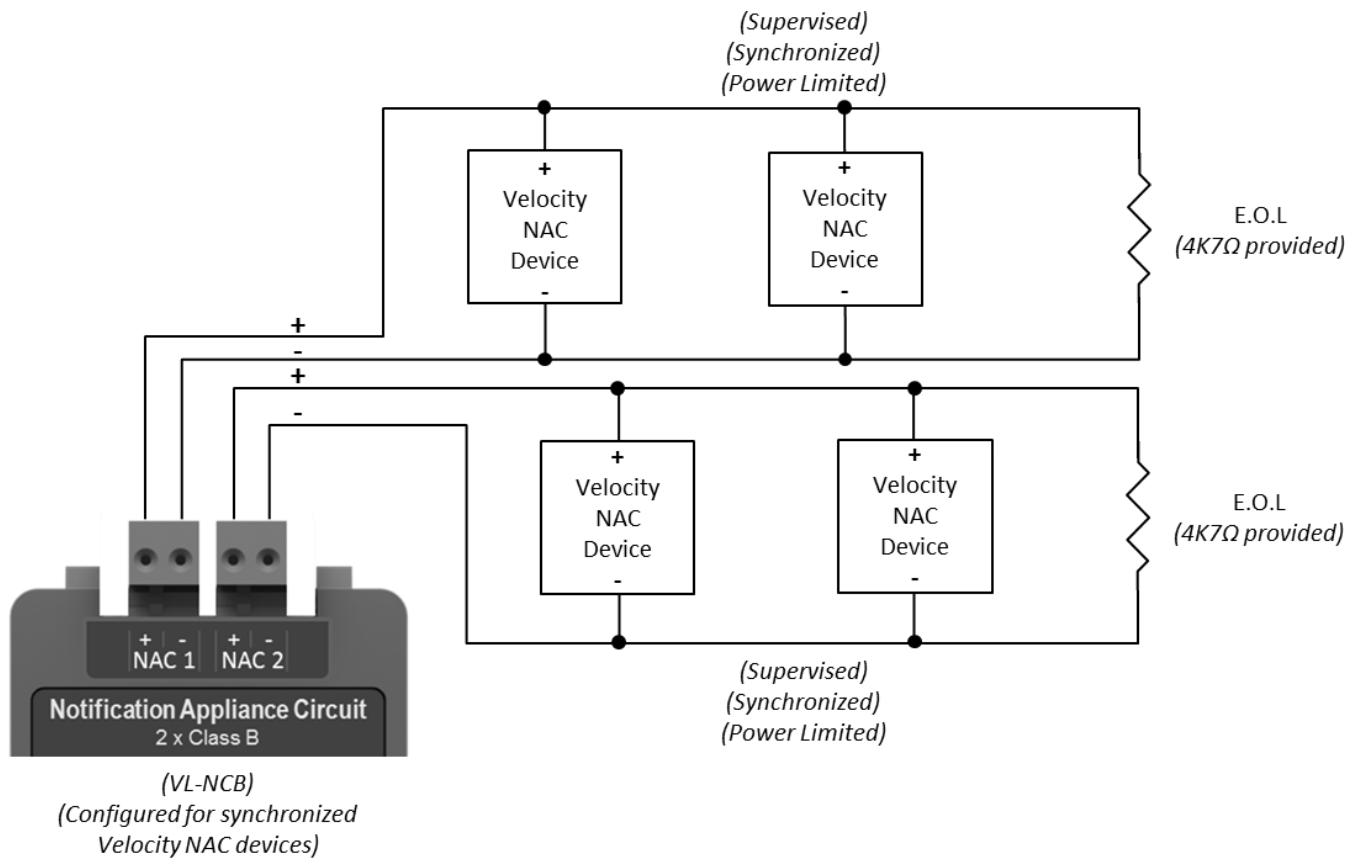 (Supervised)
(Synchronized)
(Power Limited)
+
Velocity
NAC
Device
-
+
Velocity
NAC
Device
-
E.O.L
(4K7Ω provided)
+
-
+
-
+
Velocity
NAC
Device
-
+
Velocity
NAC
Device
-
E.O.L
(4K7Ω provided)
+ - + -
NAC 1 NAC 2
Notification Appliance Circuit
2 x Class B
(Supervised)
(Synchronized)
(Power Limited)
(VL-NCB)
(Configured for synchronized
Velocity NAC devices)